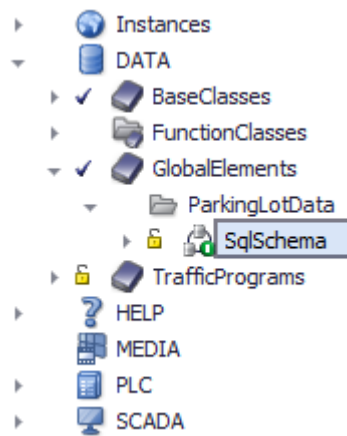 Instances
DATA
BaseClasses
FunctionClasses
GlobalElements
ParkingLotData
SqlSchema
TrafficPrograms
HELP
MEDIA
PLC
SCADA